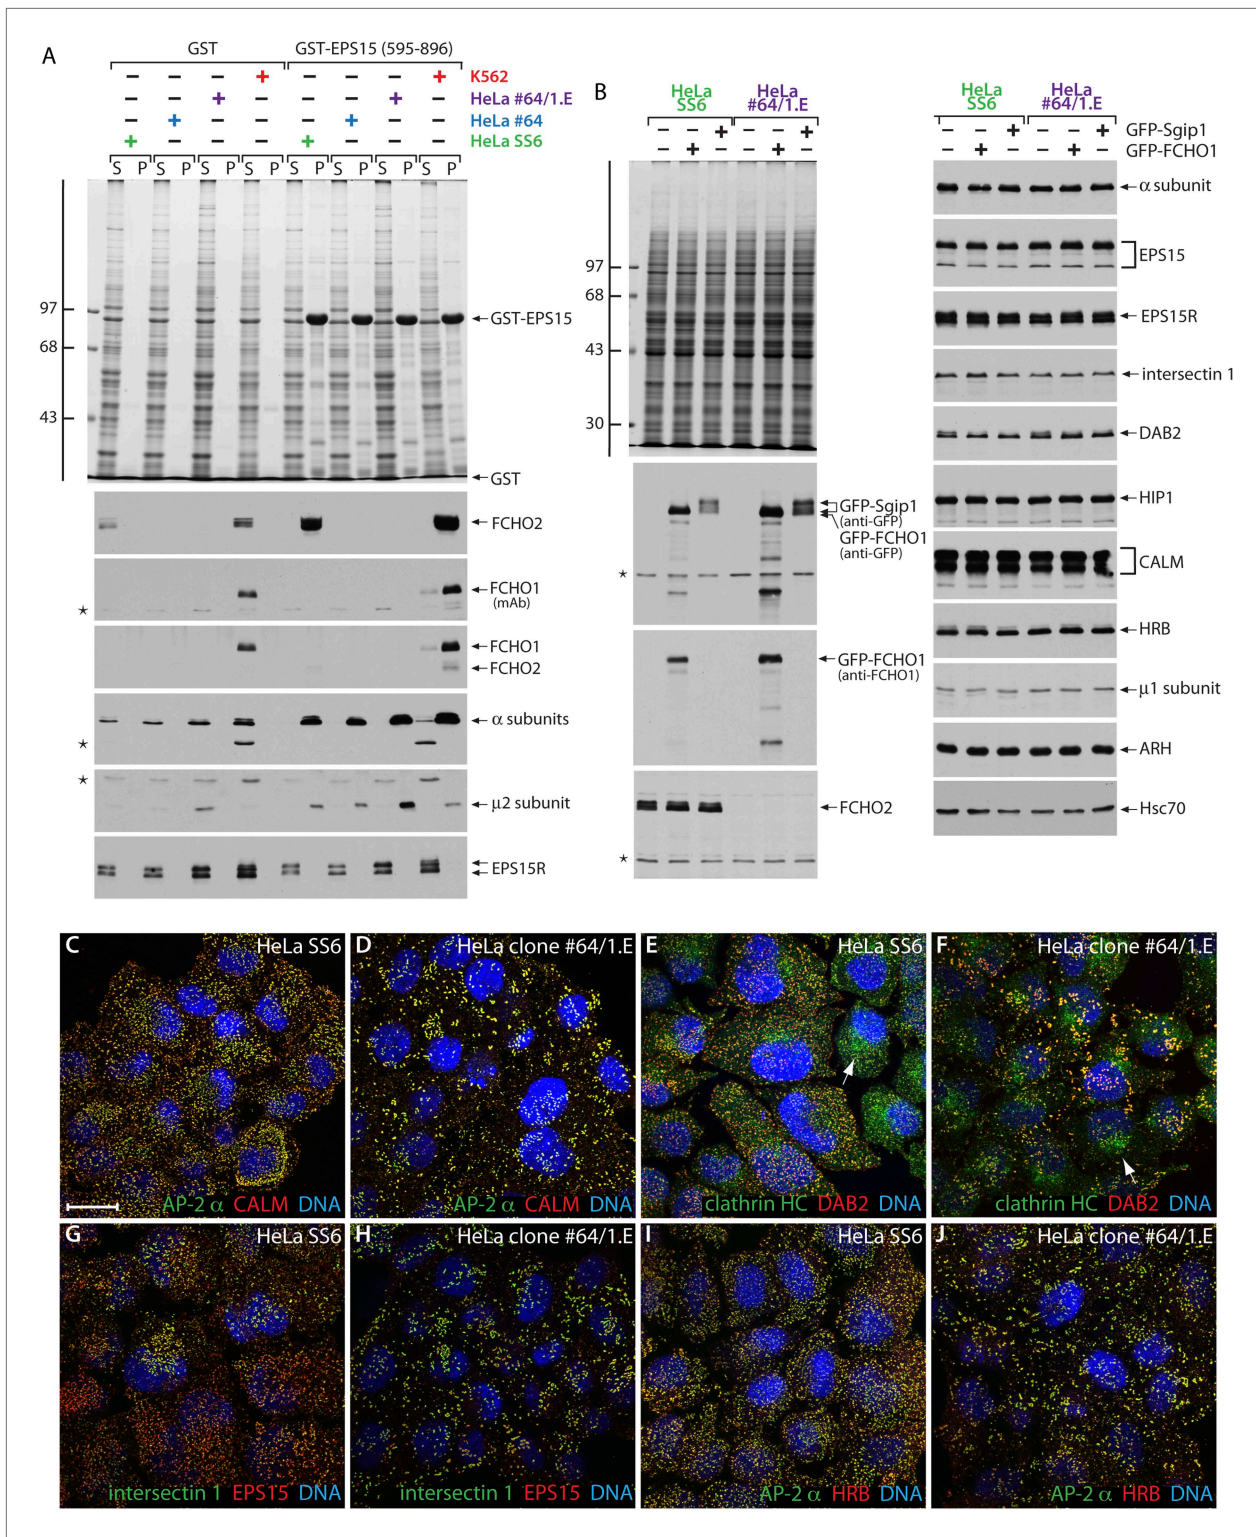 A
GST GST-EPS15 (595-896)
– – – + – – – + K562
– – + – – – + – HeLa #64/1.E
– + – – – + – – HeLa #64
+ – – – + – – – HeLa SS6
S P S P S P S P S P S P S P S P
97
68
43
GST-EPS15
GST
FCHO2
FCHO1
(mAb)
*
FCHO1
FCHO2
α subunits
*
*
μ2 subunit
EPS15R
B
HeLa SS6
HeLa #64/1.E
– – + – – +
– + – – + –
97
68
43
30
GFP-Sgip1
(anti-GFP)
GFP-FCHO1
(anti-GFP)
*
GFP-FCHO1
(anti-FCHO1)
FCHO2
*
HeLa SS6
HeLa #64/1.E
– – + – – + GFP-Sgip1
– + – – + – GFP-FCHO1
α subunit
EPS15
EPS15R
intersectin 1
DAB2
HIP1
CALM
HRB
μ1 subunit
ARH
Hsc70
C HeLa SS6
AP-2 α CALM DNA
D HeLa clone #64/1.E
AP-2 α CALM DNA
E HeLa SS6
clathrin HC DAB2 DNA
F HeLa clone #64/1.E
clathrin HC DAB2 DNA
G HeLa SS6
intersectin 1 EPS15 DNA
H HeLa clone #64/1.E
intersectin 1 EPS15 DNA
I HeLa SS6
AP-2 α HRB DNA
J HeLa clone #64/1.E
AP-2 α HRB DNA